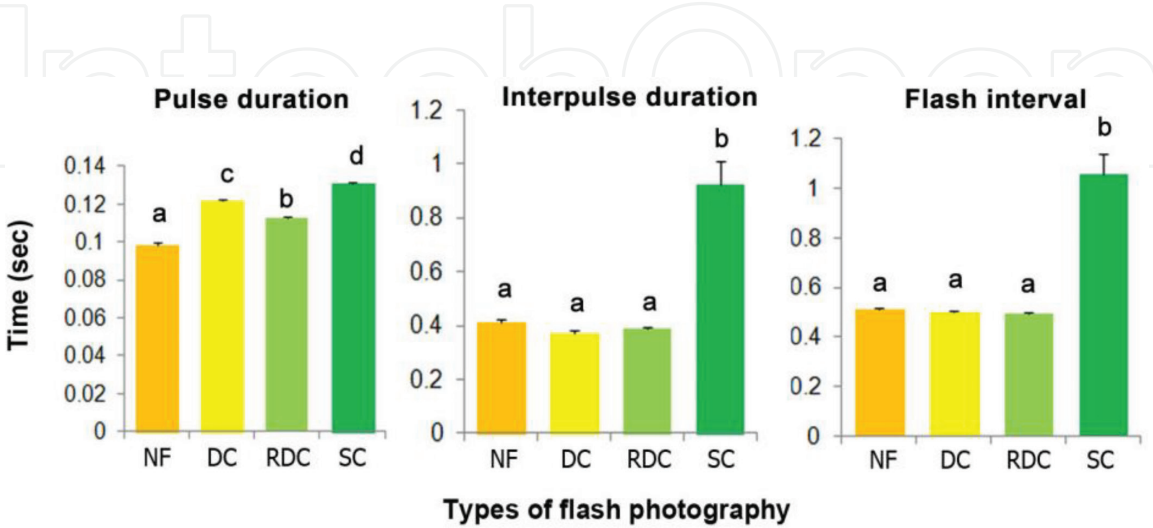 IntechOpen
Pulse duration
Time (sec)
0.14
0.12
0.1
0.08
0.06
0.04
0.02
0
a
c
b
d
NF DC RDC SC
Interpulse duration
1.2
1
0.8
0.6
0.4
0.2
0
a
a
a
b
NF DC RDC SC
Flash interval
1.2
1
0.8
0.6
0.4
0.2
0
a
a
a
b
NF DC RDC SC
Types of flash photography